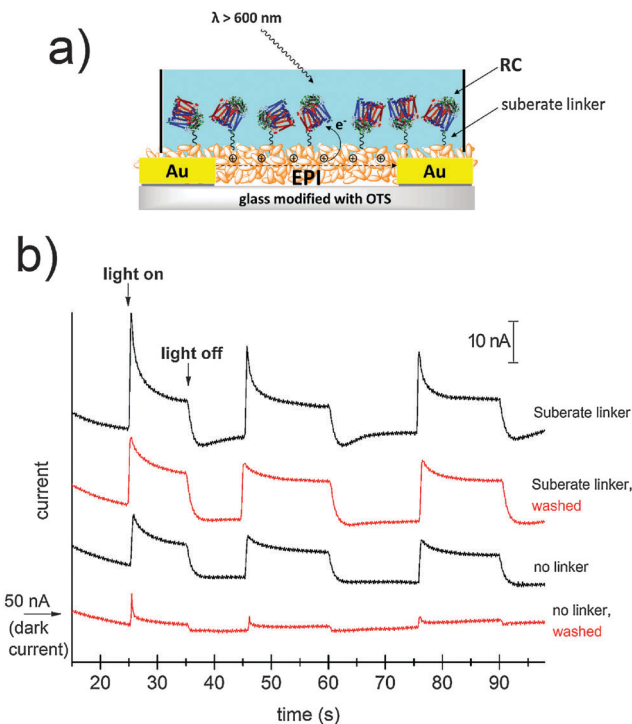 a)
λ > 600 nm
RC
suberate linker
e-
Au
EPI
Au
glass modified with OTS
b)
light on
light off
10 nA
Suberate linker
Suberate linker,
washed
no linker
no linker,
washed
current
50 nA
(dark
current)
20 30 40 50 60 70 80 90
time (s)